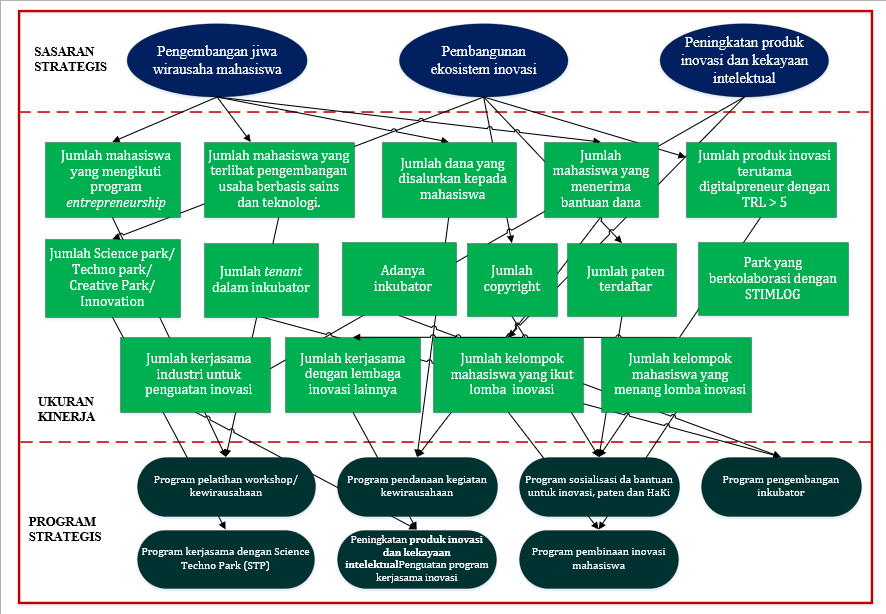 SASARAN
STRATEGIS
Pengembangan jiwa
wirausaha mahasiswa
Pembangunan
ekosistem inovasi
Peningkatan produk
inovasi dan kekayaan
intelektual
Jumlah mahasiswa
yang mengikuti
program
entrepreneurship
Jumlah mahasiswa yang
terlibat pengembangan
usaha berbasis sains
dan teknologi.
Jumlah dana yang
disalurkan kepada
mahasiswa
Jumlah
mahasiswa yang
menerima
bantuan dana
Jumlah produk inovasi
terutama
digitalpreneur dengan
TRL > 5
Jumlah Science park/
Techno park/
Creative Park/
Innovation
Jumlah tenant
dalam inkubator
Adanya
inkubator
Jumlah
copyright
Jumlah paten
terdaftar
Park yang
berkolaborasi dengan
STIMLOG
UKURAN
KINERJA
Jumlah kerjasama
industri untuk
penguatan inovasi
Jumlah kerjasama
dengan lembaga
inovasi lainnya
Jumlah kelompok
mahasiswa yang ikut
lomba inovasi
Jumlah kelompok
mahasiswa yang
menang lomba inovasi
PROGRAM
STRATEGIS
Program pelatihan workshop/
kewirausahaan
Program pendanaan kegiatan
kewirausahaan
Program sosialisasi da bantuan
untuk inovasi, paten dan HaKi
Program pengembangan
inkubator
Program kerjasama dengan Science
Techno Park (STP)
Peningkatan produk inovasi
dan kekayaan
intelektualPenguatan program
kerjasama inovasi
Program pembinaan inovasi
mahasiswa